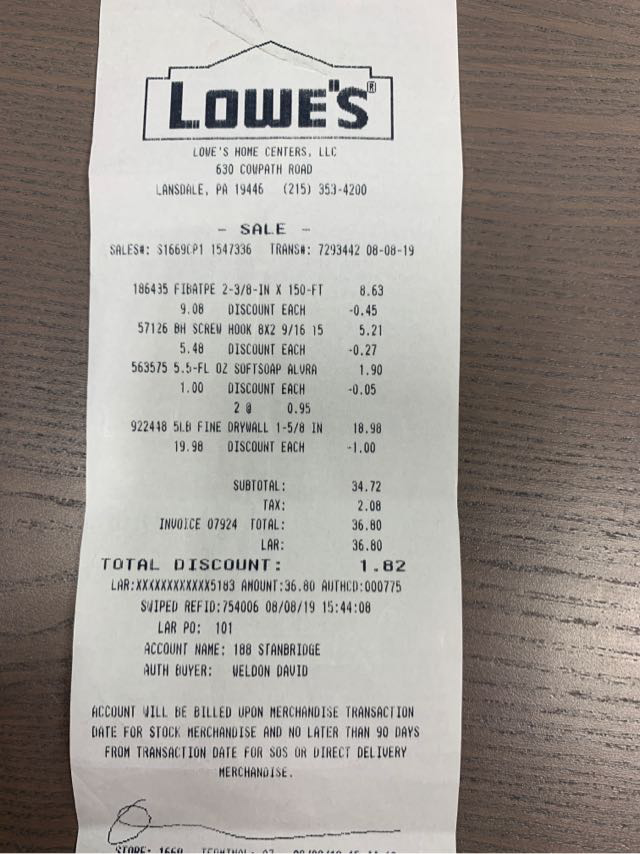 LOWE'S®
LOWE'S HOME CENTERS, LLC
630 COWPATH ROAD
LANSDALE, PA 19446 (215) 353-4200
- SALE -
SALES#: S1669CP1 1547336 TRANS#: 7293442 08-08-19
186435 FIBATPE 2-3/8-IN X 150-FT 8.63
9.08 DISCOUNT EACH -0.45
57126 BH SCREW HOOK 8X2 9/16 15 5.21
5.48 DISCOUNT EACH -0.27
563575 5.5-FL OZ SOFTSOAP ALVRA 1.90
1.00 DISCOUNT EACH -0.05
2 @ 0.95
922448 5LB FINE DRYWALL 1-5/8 IN 18.98
19.98 DISCOUNT EACH -1.00
SUBTOTAL: 34.72
TAX: 2.08
INVOICE 07924 TOTAL: 36.80
LAR: 36.80
TOTAL DISCOUNT: 1.82
LAR:XXXXXXXXXXXX5183 AMOUNT:36.80 AUTHCD:000775
SWIPED REFID:754006 08/08/19 15:44:08
LAR PO: 101
ACCOUNT NAME: 188 STANBRIDGE
AUTH BUYER: WELDON DAVID
ACCOUNT WILL BE BILLED UPON MERCHANDISE TRANSACTION
DATE FOR STOCK MERCHANDISE AND NO LATER THAN 90 DAYS
FROM TRANSACTION DATE FOR SOS OR DIRECT DELIVERY
MERCHANDISE.
STORE: 1669 TERMINAL: 07